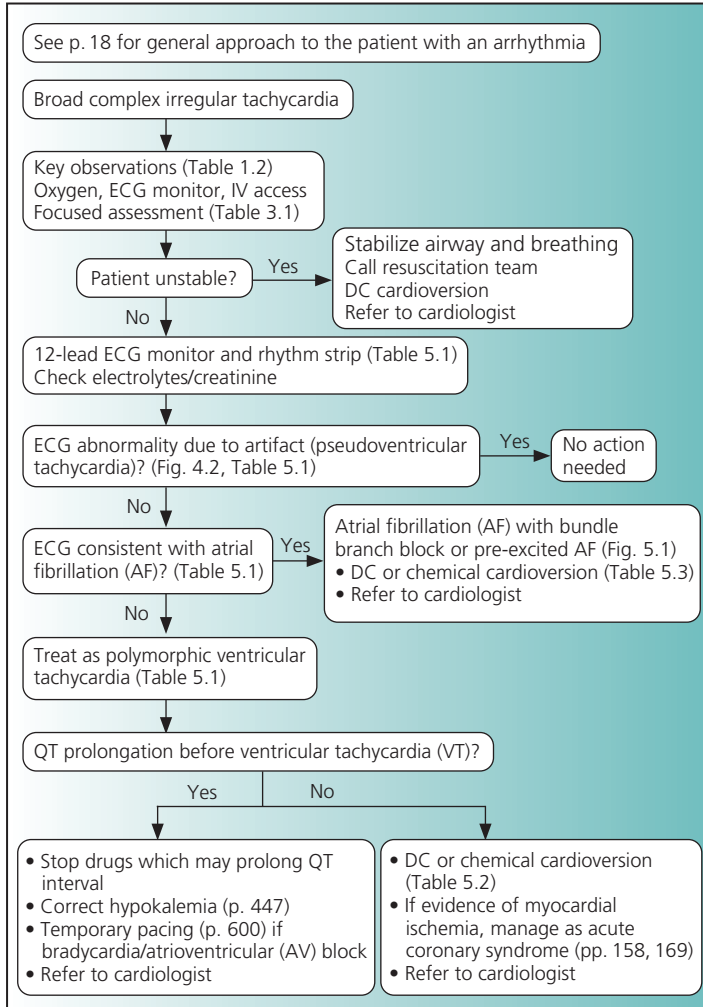 See p. 18 for general approach to the patient with an arrhythmia
Broad complex irregular tachycardia
Key observations (Table 1.2)
Oxygen, ECG monitor, IV access
Focused assessment (Table 3.1)
Patient unstable?
Yes
Stabilize airway and breathing
Call resuscitation team
DC cardioversion
Refer to cardiologist
No
12-lead ECG monitor and rhythm strip (Table 5.1)
Check electrolytes/creatinine
ECG abnormality due to artifact (pseudoventricular
tachycardia)? (Fig. 4.2, Table 5.1)
Yes
No action
needed
No
ECG consistent with atrial
fibrillation (AF)? (Table 5.1)
Yes
Atrial fibrillation (AF) with bundle
branch block or pre-excited AF (Fig. 5.1)
• DC or chemical cardioversion (Table 5.3)
• Refer to cardiologist
No
Treat as polymorphic ventricular
tachycardia (Table 5.1)
QT prolongation before ventricular tachycardia (VT)?
Yes
No
• Stop drugs which may prolong QT
interval
• Correct hypokalemia (p. 447)
• Temporary pacing (p. 600) if
bradycardia/atrioventricular (AV) block
• Refer to cardiologist
• DC or chemical cardioversion
(Table 5.2)
• If evidence of myocardial
ischemia, manage as acute
coronary syndrome (pp. 158, 169)
• Refer to cardiologist